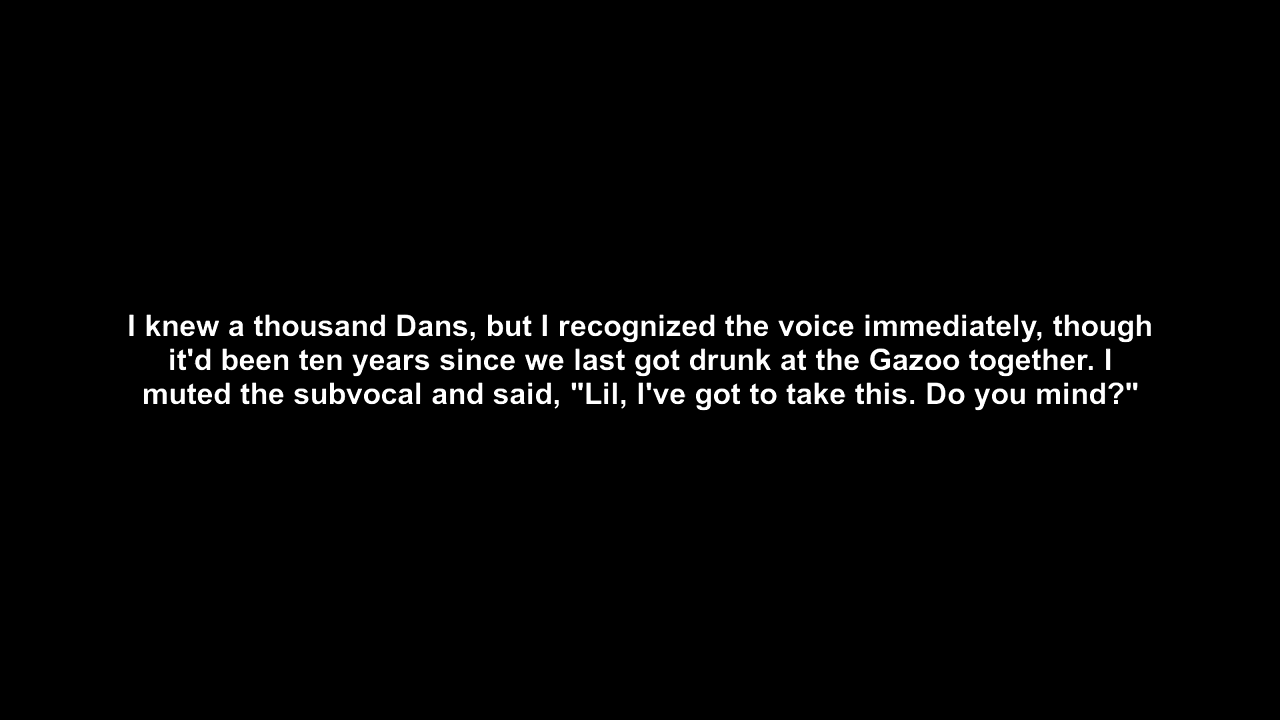 I knew a thousand Dans, but I recognized the voice immediately, though
it'd been ten years since we last got drunk at the Gazoo together. I
muted the subvocal and said, "Lil, I've got to take this. Do you mind?"